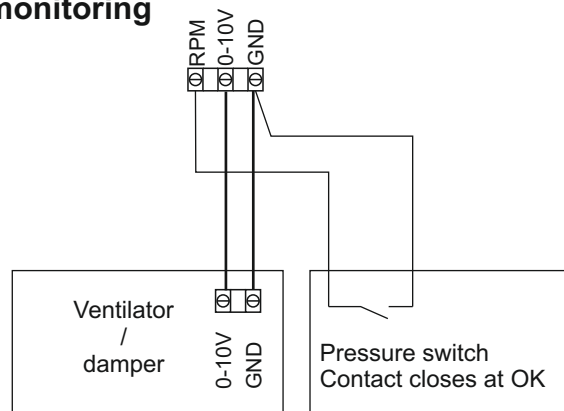 monitoring
RPM
0-10V
GND
Ventilator
/
damper
0-10V
GND
Pressure switch
Contact closes at OK